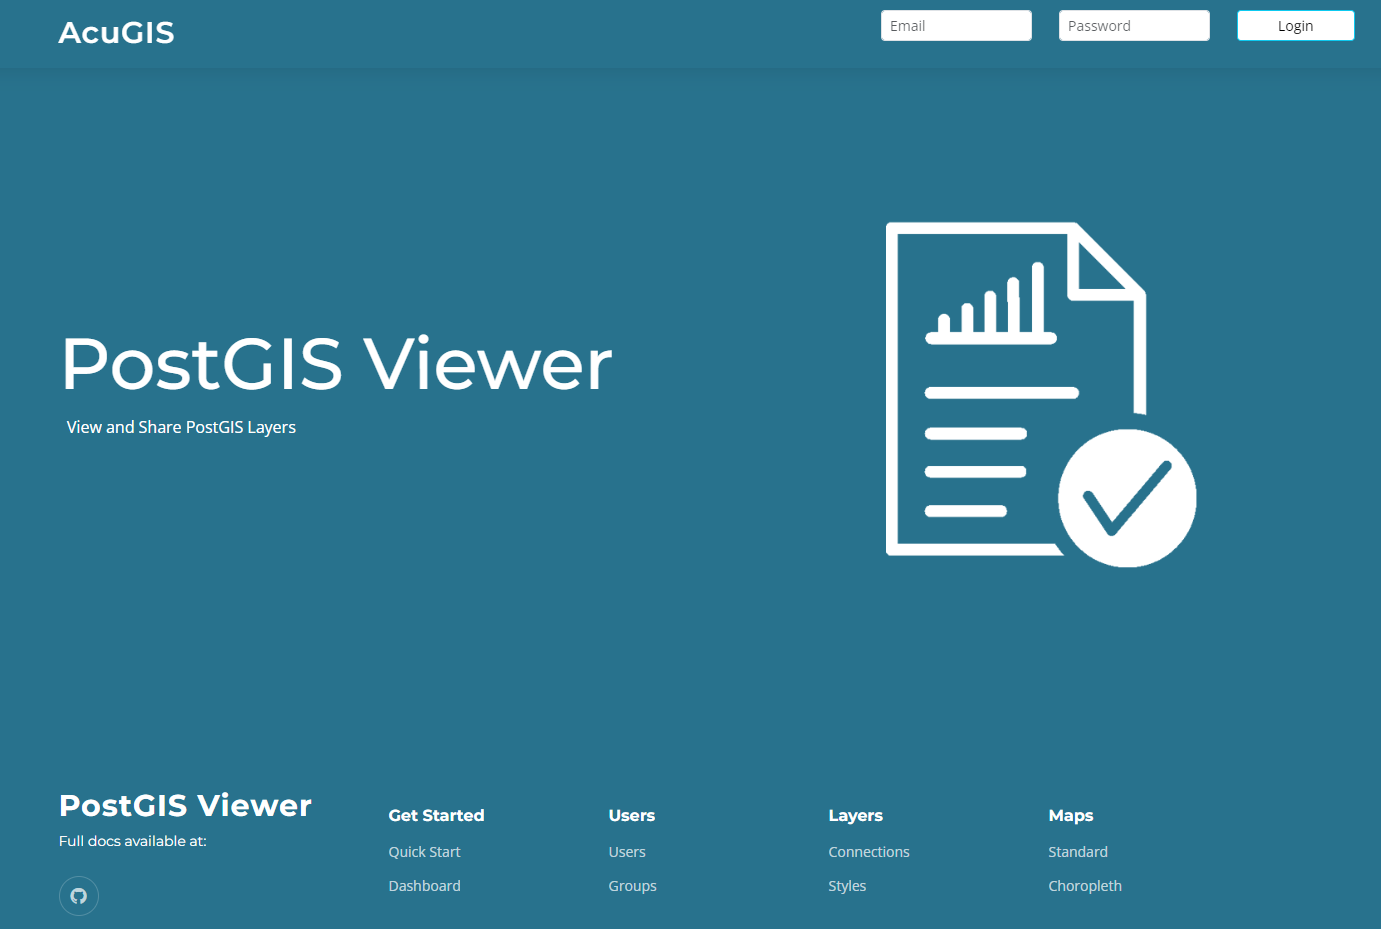 AcuGIS
Email
Password
Login
PostGIS Viewer
View and Share PostGIS Layers
PostGIS Viewer
Full docs available at:
Get Started
Quick Start
Dashboard
Users
Users
Groups
Layers
Connections
Styles
Maps
Standard
Choropleth